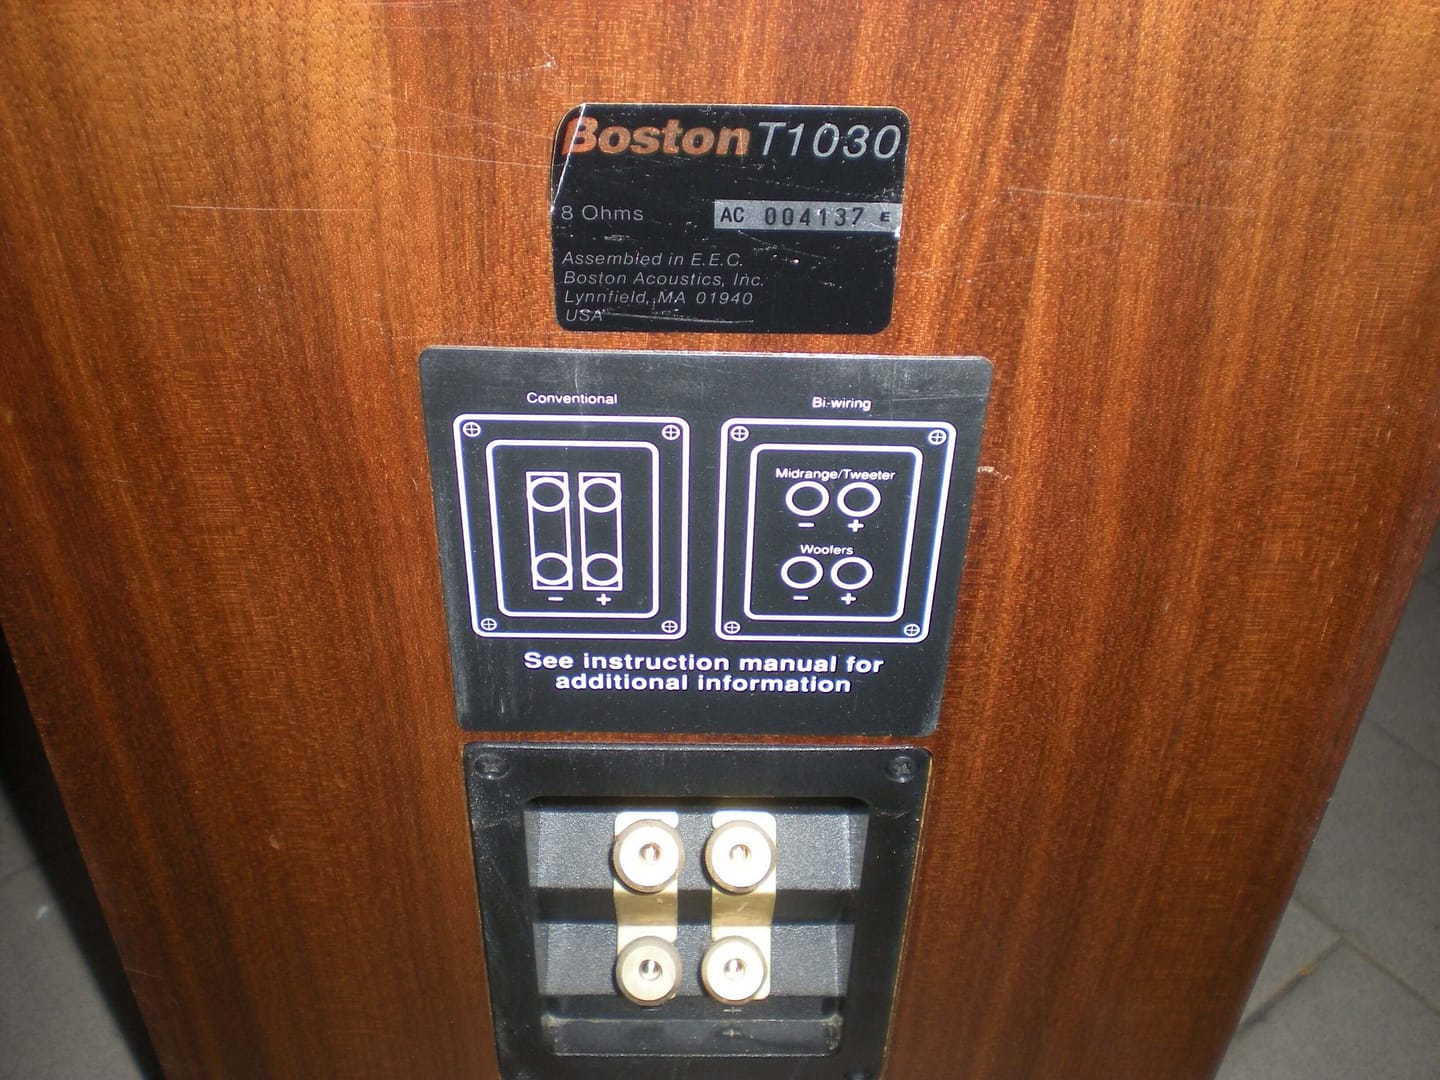 Boston T1030
8 Ohms AC 004137 E
Assembled in E.E.C.
Boston Acoustics, Inc.
Lynnfield, MA 01940
USA
Conventional
Bi-wiring
Midrange/Tweeter
- +
Woofers
- +
- +
See instruction manual for
additional information
+